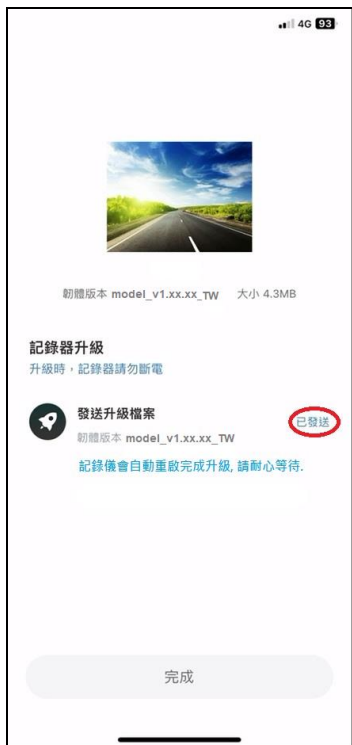 4G 93
韌體版本 model_v1.xx.xx_TW 大小 4.3MB
記錄器升級
升級時，記錄器請勿斷電
發送升級檔案
已發送
韌體版本 model_v1.xx.xx_TW
記錄儀會自動重啟完成升級, 請耐心等待.
完成